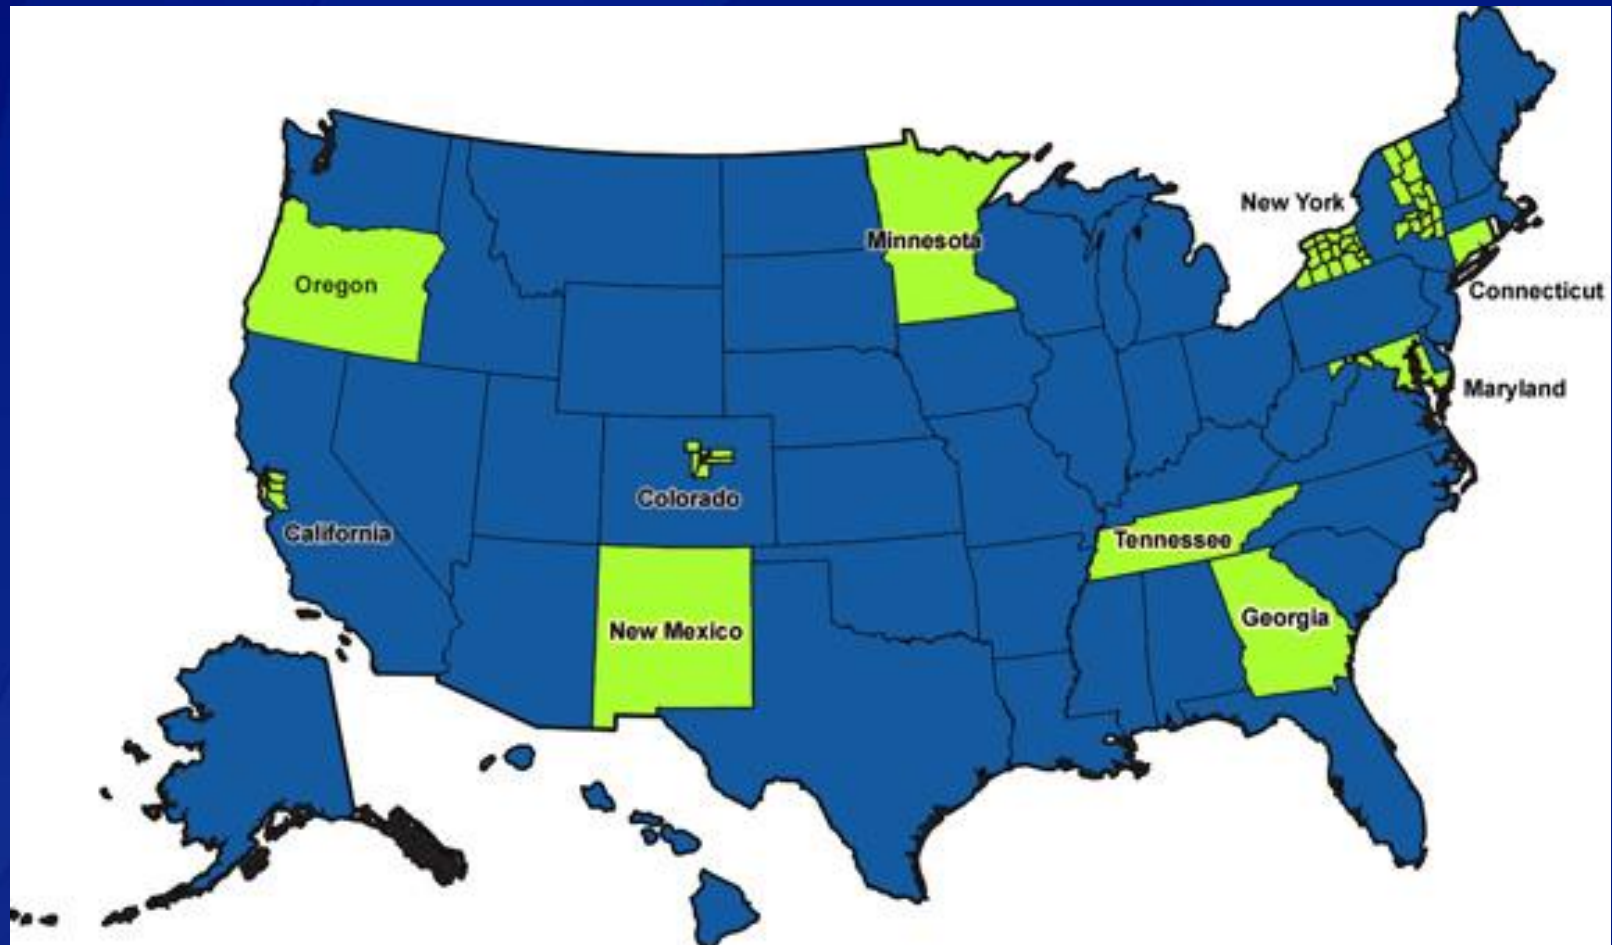 New York
Minnesota
Oregon
Connecticut
Maryland
Colorado
California
Tennessee
Georgia
New Mexico